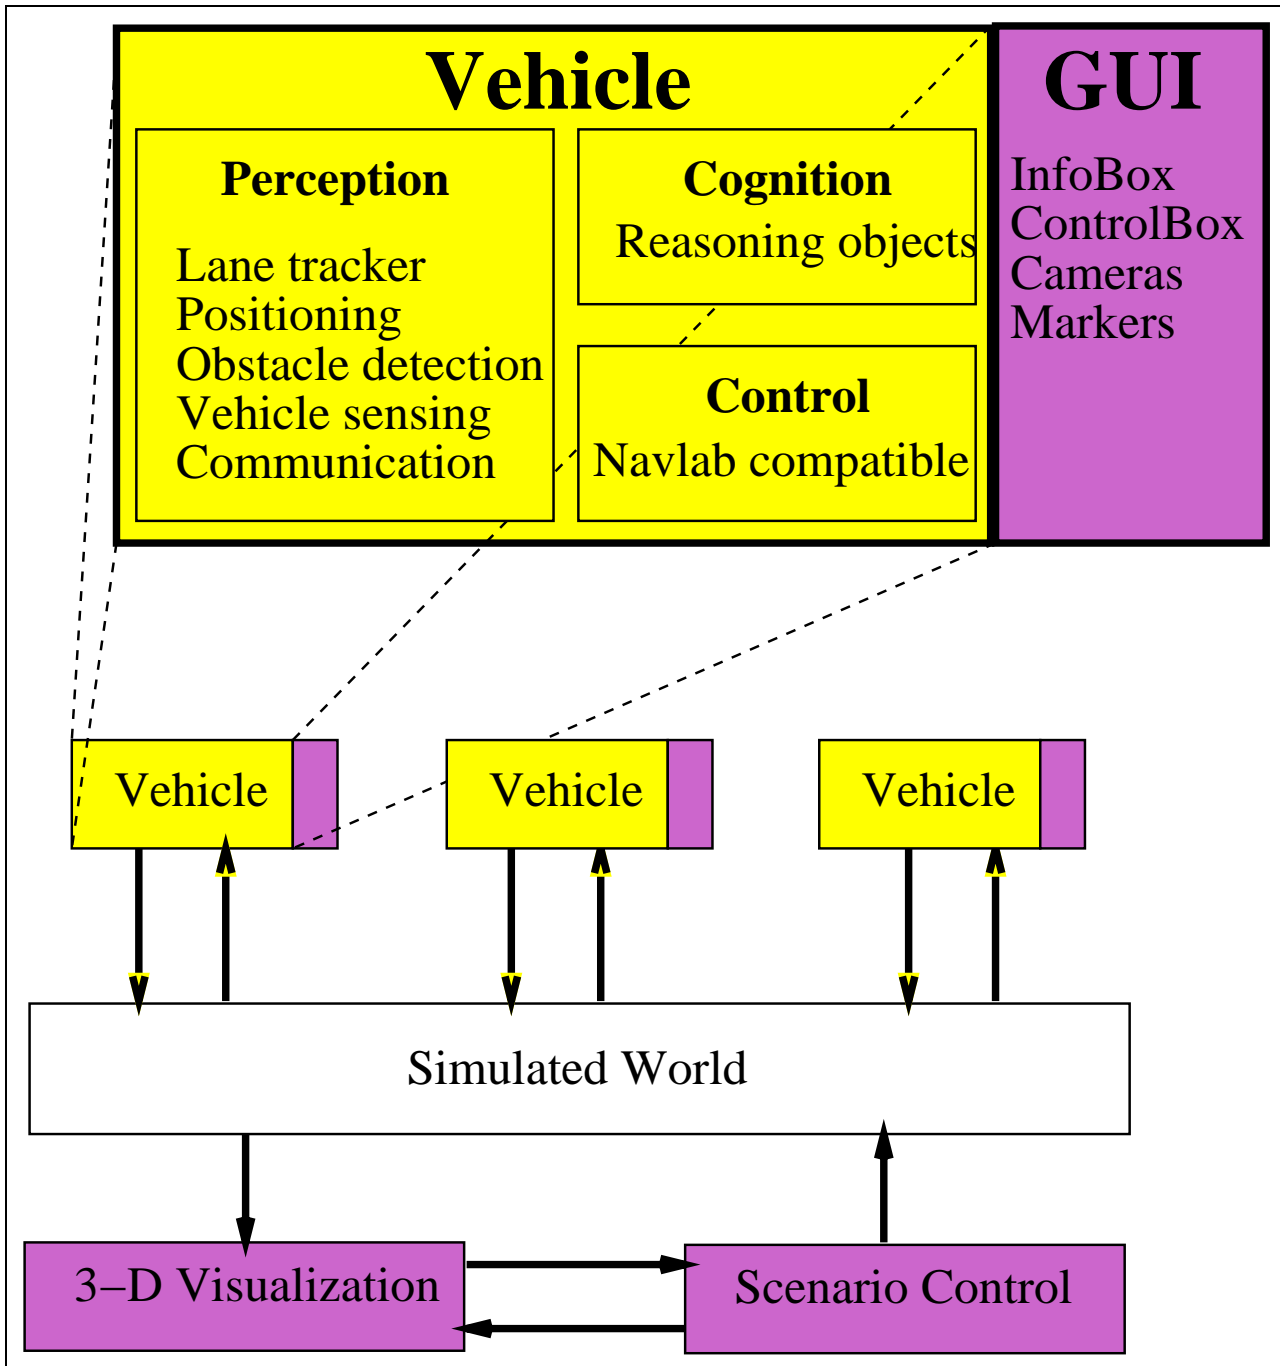 Vehicle
GUI
Perception
Lane tracker
Positioning
Obstacle detection
Vehicle sensing
Communication
Cognition
Reasoning objects
Control
Navlab compatible
InfoBox
ControlBox
Cameras
Markers
Vehicle
Vehicle
Vehicle
Simulated World
3–D Visualization
Scenario Control